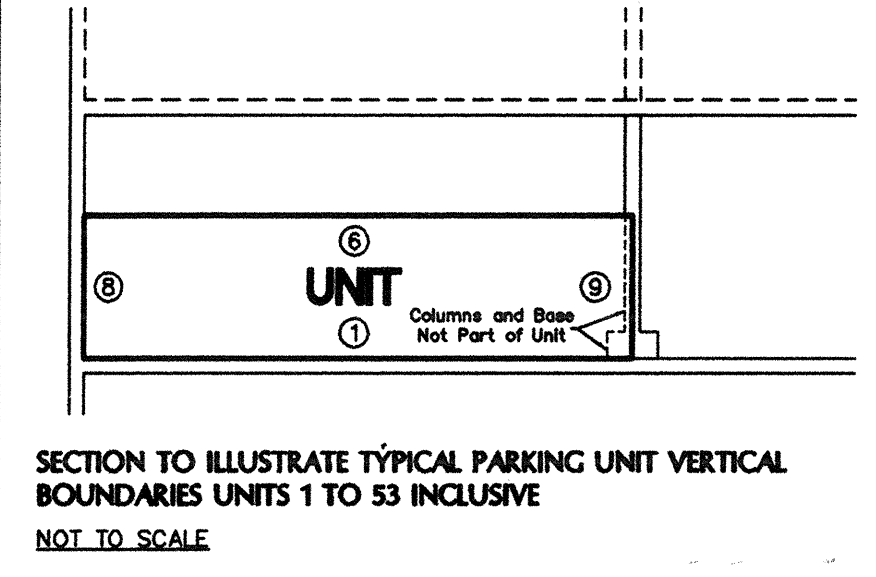 6
UNIT
8
9
1
Columns and Base
Not Part of Unit
SECTION TO ILLUSTRATE TYPICAL PARKING UNIT VERTICAL
BOUNDARIES UNITS 1 TO 53 INCLUSIVE
NOT TO SCALE